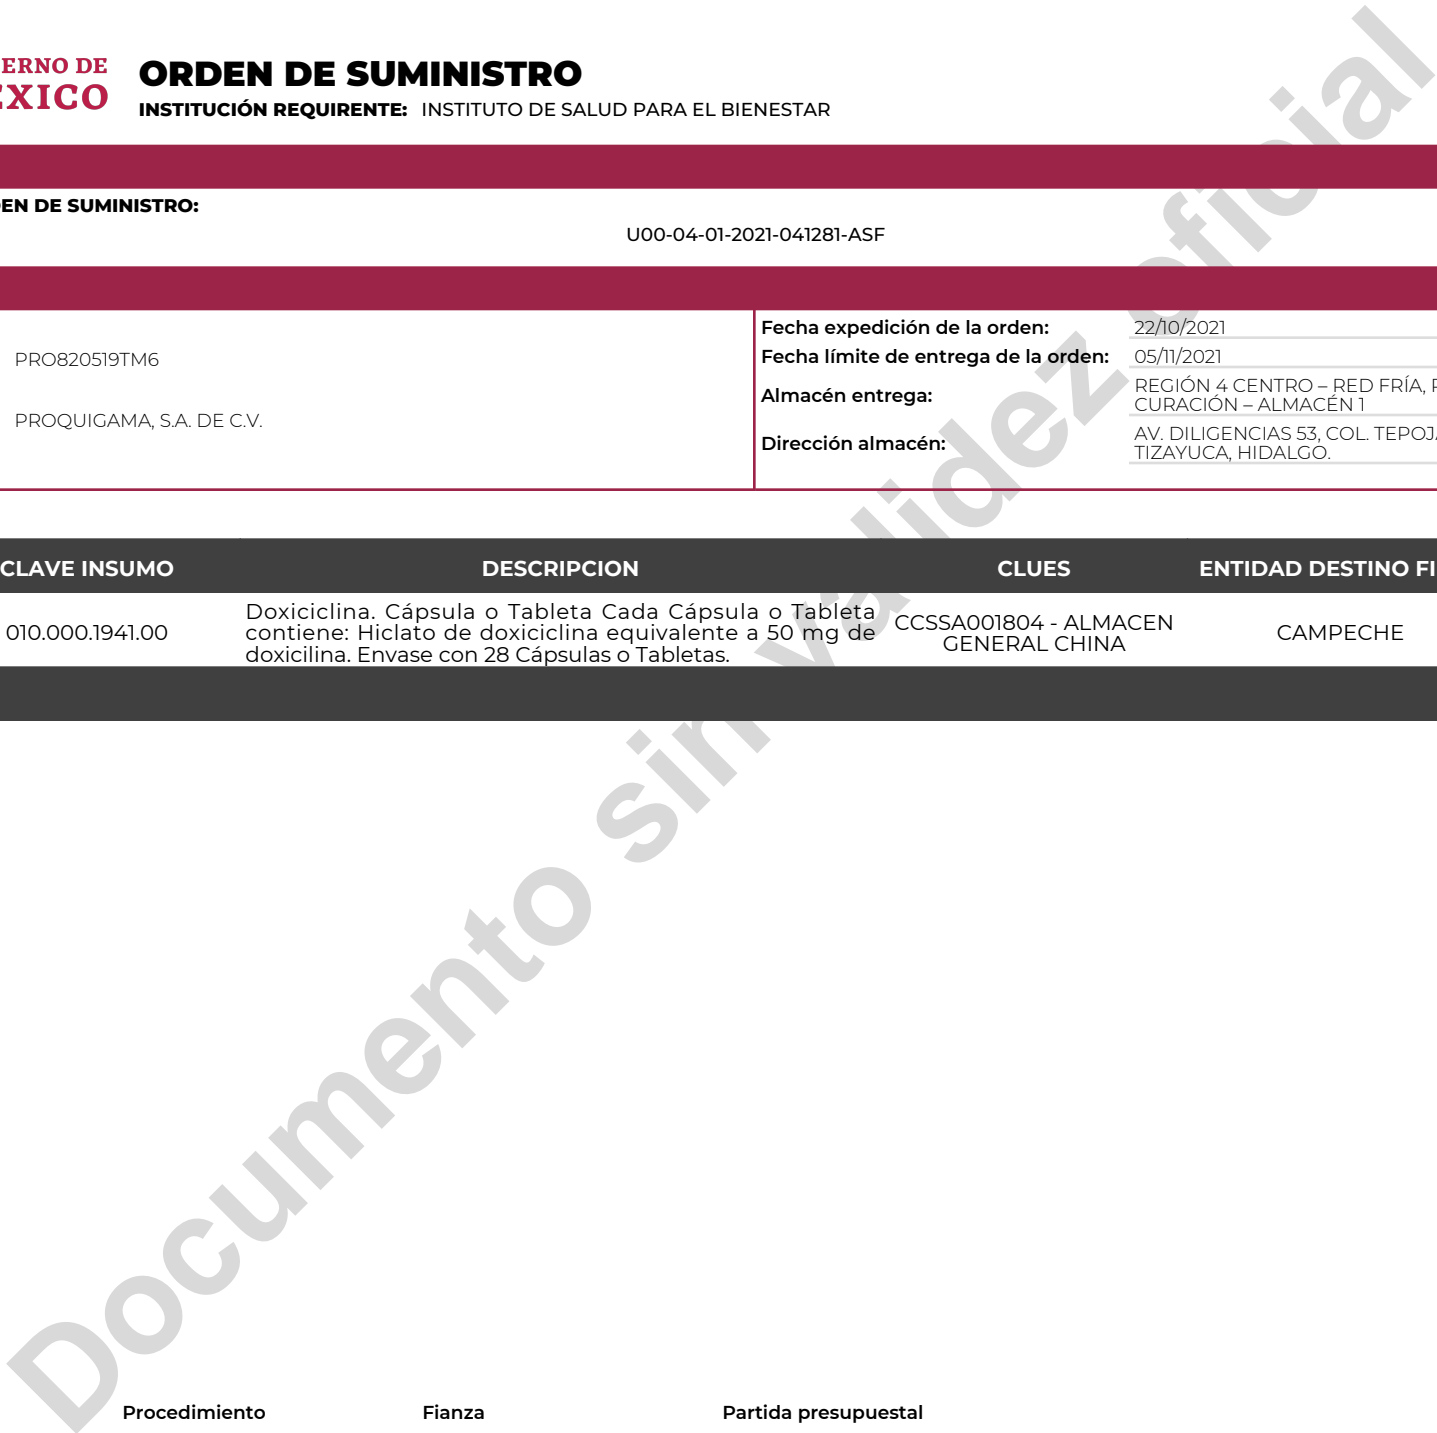 ERNO DE
ÉXICO
ORDEN DE SUMINISTRO
INSTITUCIÓN REQUIRENTE: INSTITUTO DE SALUD PARA EL BIENESTAR
EN DE SUMINISTRO:
U00-04-01-2021-041281-ASF
PRO820519TM6
PROQUIGAMA, S.A. DE C.V.
Fecha expedición de la orden: 22/10/2021
Fecha límite de entrega de la orden: 05/11/2021
Almacén entrega: REGIÓN 4 CENTRO – RED FRÍA,
CURACIÓN – ALMACÉN 1
Dirección almacén: AV. DILIGENCIAS 53, COL. TEPOJA
TIZAYUCA, HIDALGO.
CLAVE INSUMO DESCRIPCION CLUES ENTIDAD DESTINO FI
010.000.1941.00
Doxiciclina. Cápsula o Tableta Cada Cápsula o Tableta
contiene: Hiclato de doxiciclina equivalente a 50 mg de
doxicilina. Envase con 28 Cápsulas o Tabletas.
CCSSA001804 - ALMACEN
GENERAL CHINA
CAMPECHE
Documento sin validez oficial
Procedimiento Fianza Partida presupuestal